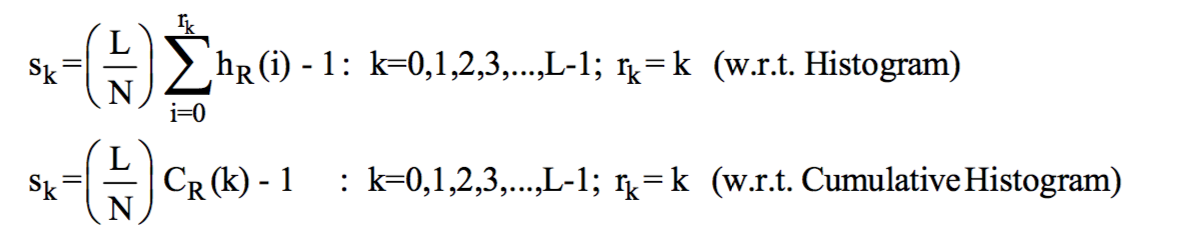 s_k = (L/N) ∑_{i=0}^{r_k} h_R(i) - 1 : k=0,1,2,3,...,L-1; r_k = k (w.r.t. Histogram)
s_k = (L/N) C_R(k) - 1 : k=0,1,2,3,...,L-1; r_k = k (w.r.t. Cumulative Histogram)